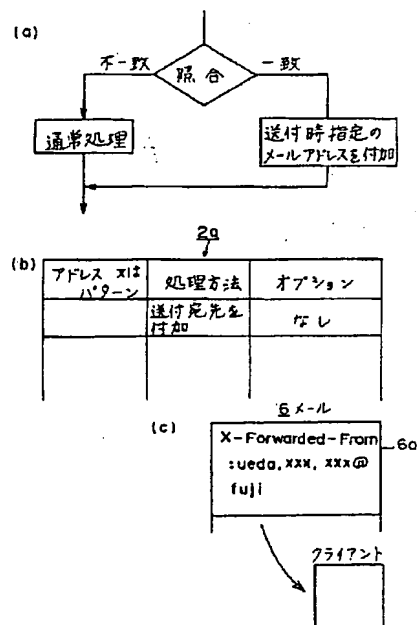 (a)
不一致
照合
一致
通常処理
送付時指定の
メールアドレスを付加
2a
(b)
アドレス 又は
パターン
処理方法
オプション
送付宛先を
付加
なし
6メール
(c)
X-Forwarded-From
:ueda.xxx.xxx@
fuji
6a
クライアント